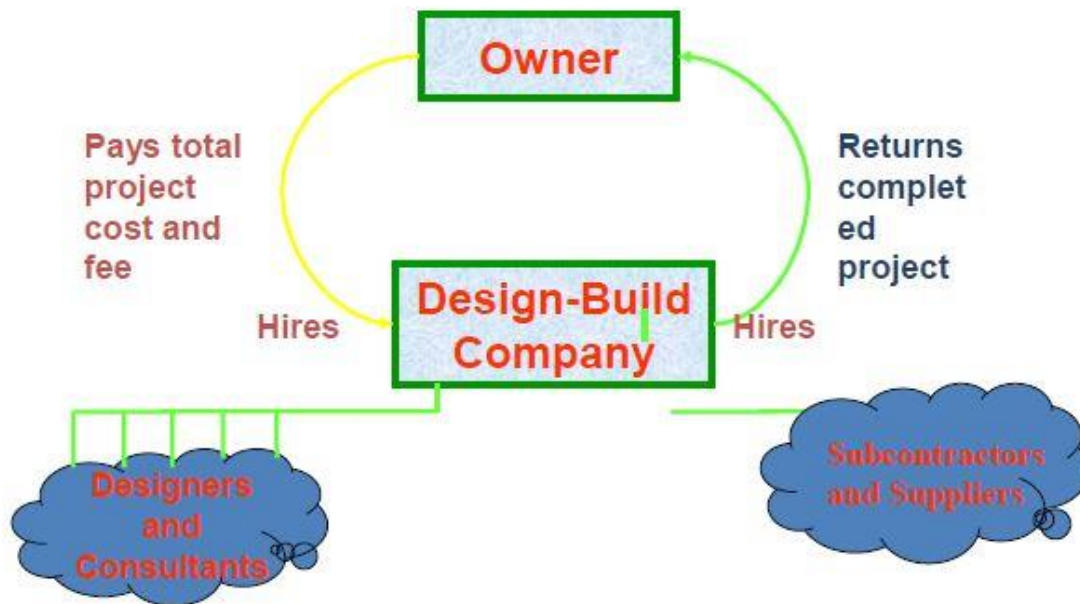 Owner
Pays total
project
cost and
fee
Returns
complet
ed
project
Hires
Design-Build
Company
Hires
Designers
and
Consultants
Subcontractors
and Suppliers